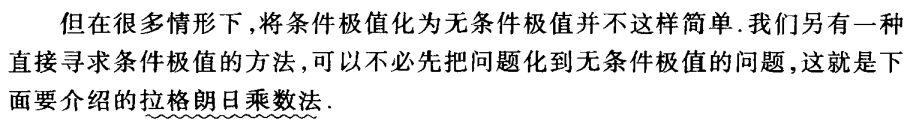 但在很多情形下,将条件极值化为无条件极值并不这样简单.我们另有一种
直接寻求条件极值的方法,可以不必先把问题化到无条件极值的问题,这就是下
面要介绍的拉格朗日乘数法.